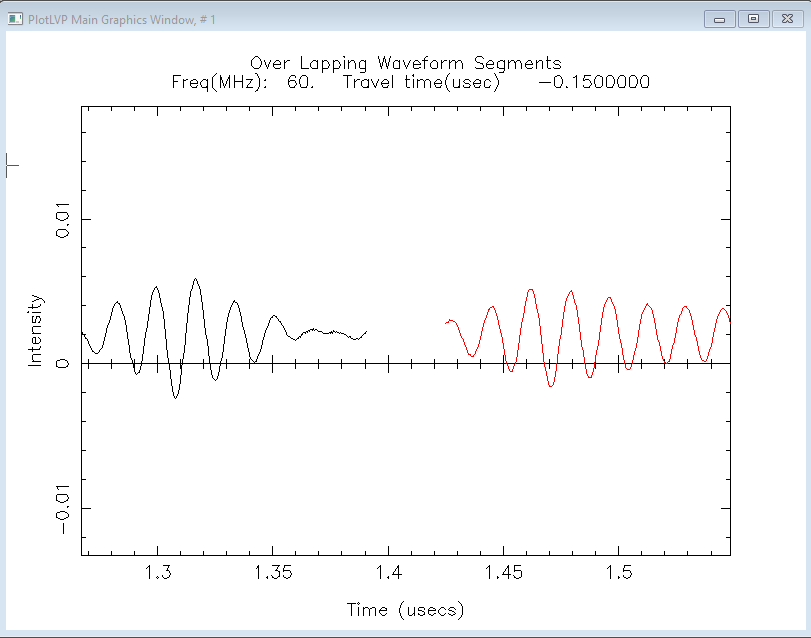 PlotLVP Main Graphics Window, # 1
Over Lapping Waveform Segments
Freq(MHz): 60. Travel time(usec) −0.1500000
Intensity
0.01
0
−0.01
1.3 1.35 1.4 1.45 1.5
Time (usecs)